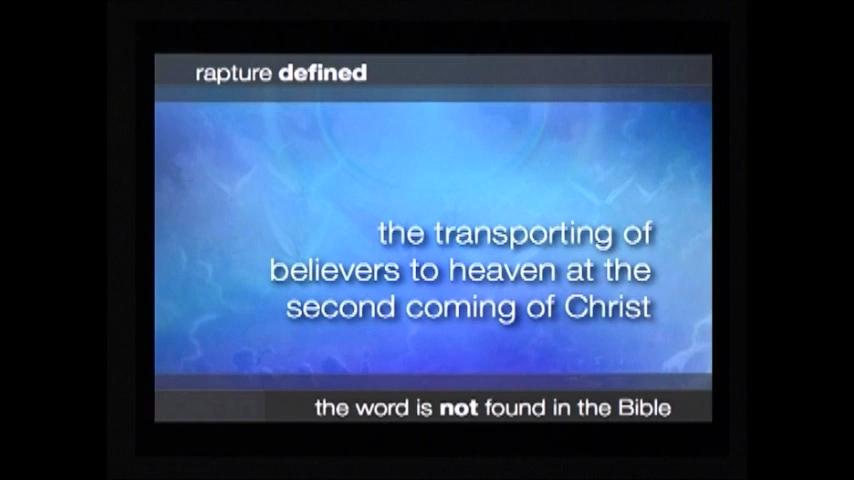 rapture defined
the transporting of
believers to heaven at the
second coming of Christ
the word is not found in the Bible